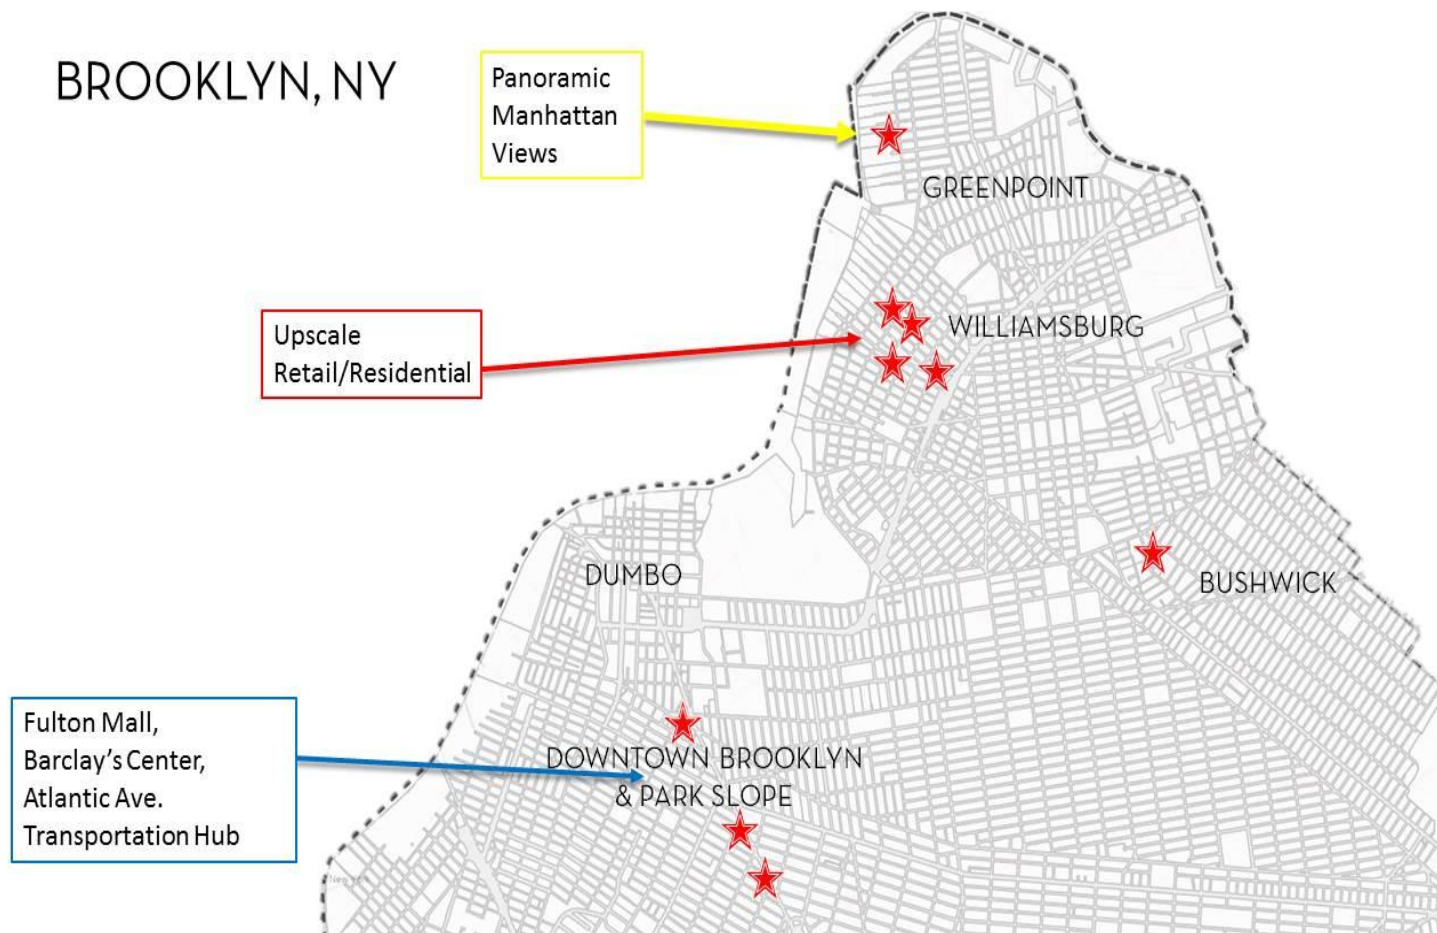 BROOKLYN, NY
Panoramic
Manhattan
Views
GREENPOINT
Upscale
Retail/Residential
WILLIAMSBURG
DUMBO
BUSHWICK
Fulton Mall,
Barclay's Center,
Atlantic Ave.
Transportation Hub
DOWNTOWN BROOKLYN
& PARK SLOPE